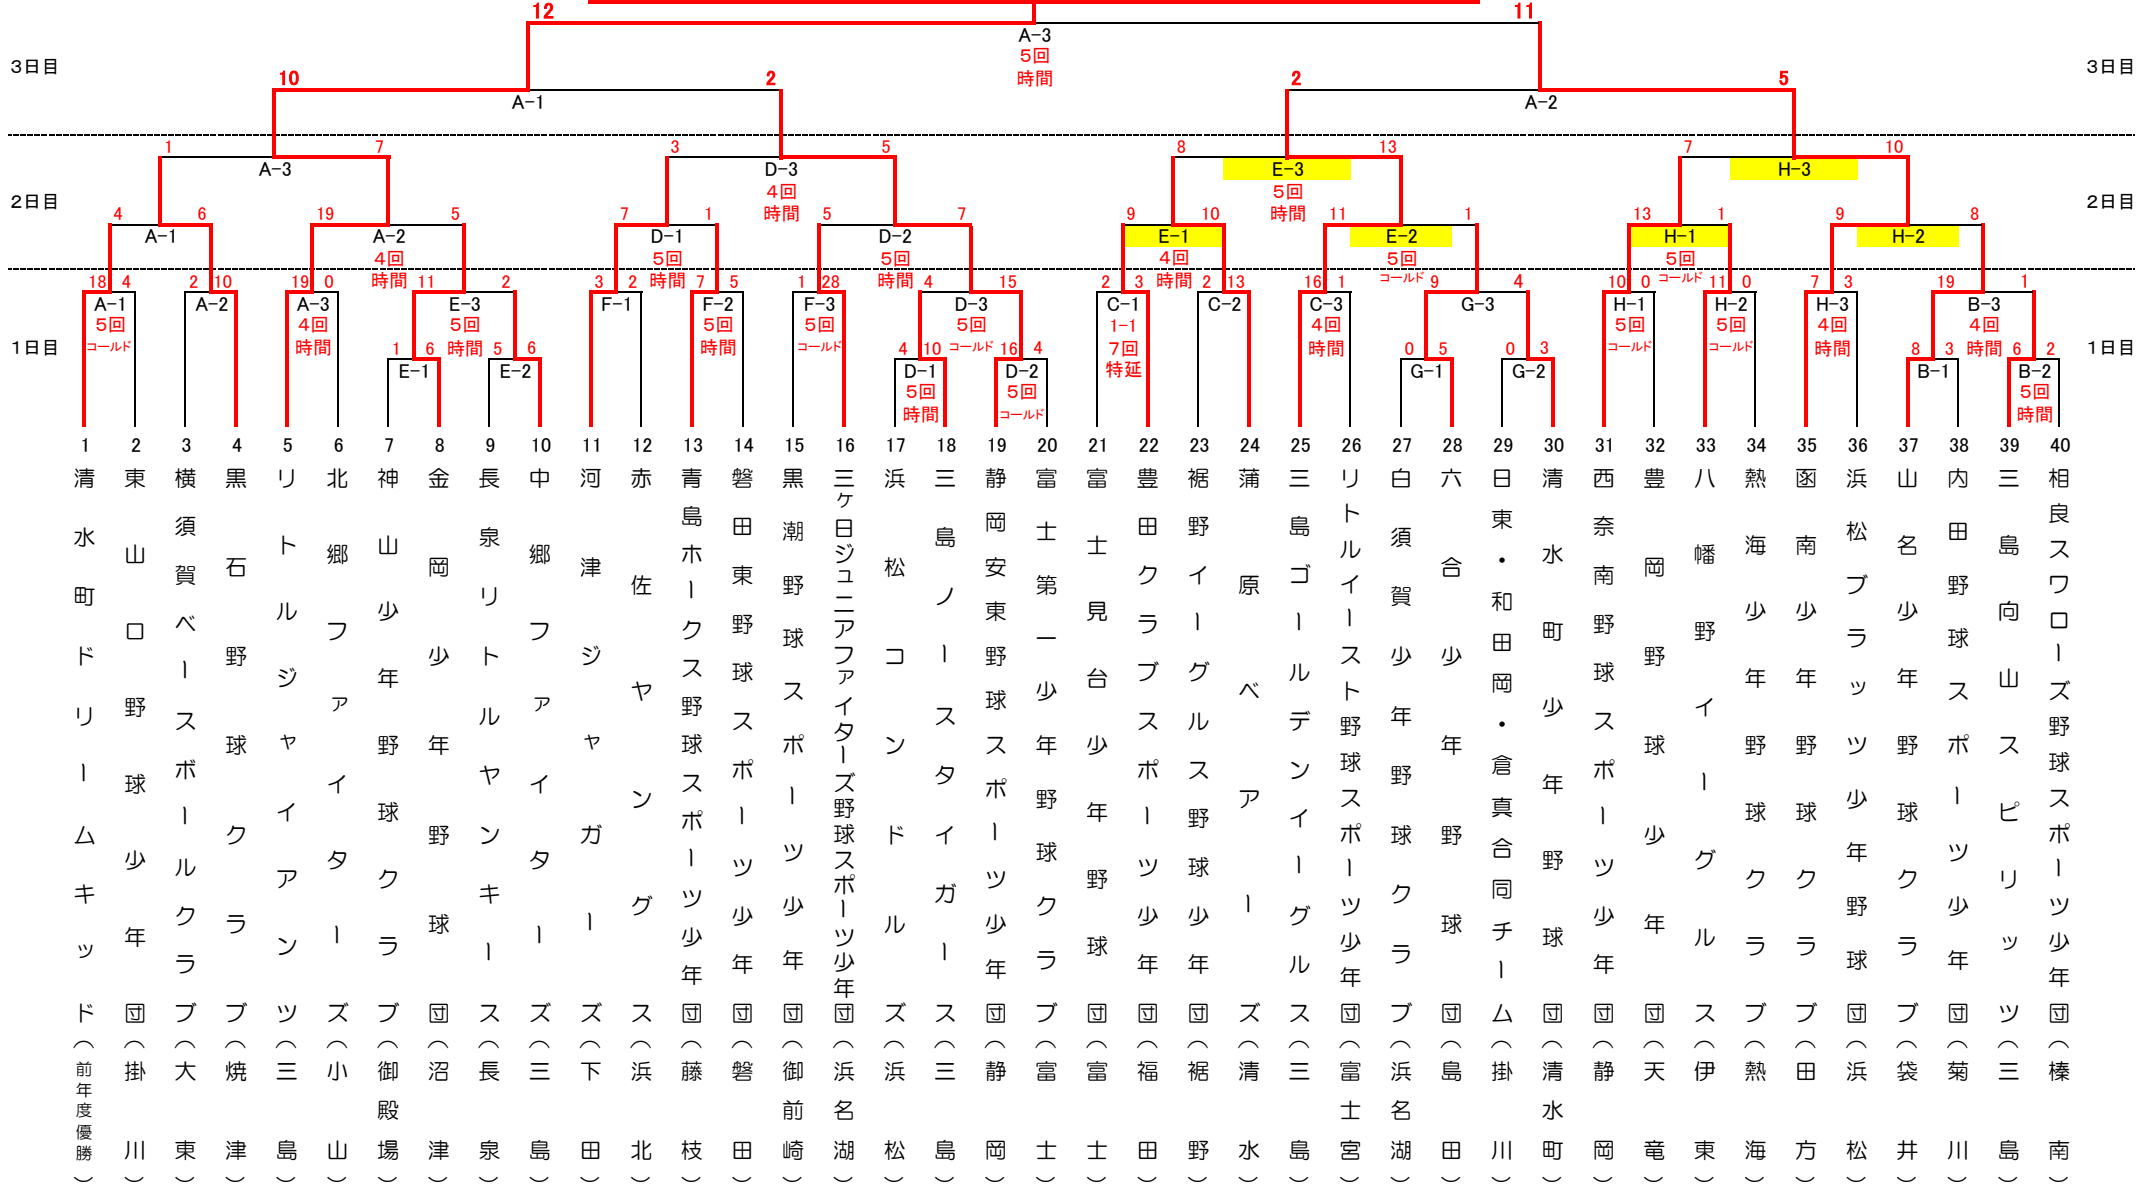 12 11
A-3
5回
時間
3日目 3日目
10 2 2 5
A-1 A-2
1 7 3 5 8 13 7 10
A-3 D-3 E-3 H-3
4回 5回
時間 時間
2日目 2日目
4 6 19 5 7 1 5 7 9 10 11 1 13 1 9 8
A-1 A-2 D-1 D-2 E-1 E-2 H-1 H-2
4回 5回 5回 4回 5回 5回
時間 時間 時間 時間 コールド コールド
18 4 2 10 19 0 11 2 3 2 7 5 1 28 4 15 2 3 2 13 16 1 9 4 10 0 11 0 7 3 19 1
A-1 A-2 A-3 E-3 F-1 F-2 F-3 D-3 C-1 C-2 C-3 G-3 H-1 H-2 H-3 B-3
5回 4回 5回 5回 5回 5回 1-1 4回 5回 5回 4回 4回
コールド 時間 時間 時間 コールド コールド 7回 時間 コールド コールド 時間 時間
特延
1日目 1日目
1 6 5 6 4 10 16 4 0 5 0 3 8 3 6 2
E-1 E-2 D-1 D-2 G-1 G-2 B-1 B-2
5回 5回 5回
時間 コールド 時間
1 清水町ドリームキッド（前年度優勝）
2 東山口野球少年団（掛川）
3 横須賀ベースボールクラブ（大東）
4 黒石野球クラブ（焼津）
5 リトルジャイアンツ（三島）
6 北郷ファイターズ（小山）
7 神山少年野球クラブ（御殿場）
8 金岡少年野球団（沼津）
9 長泉リトルヤンキース（長泉）
10 中郷ファイターズ（三島）
11 河津ジャガーズ（下田）
12 赤佐ヤングス（浜北）
13 青島ホークス野球スポーツ少年団（藤枝）
14 磐田東野球スポーツ少年団（磐田）
15 黒潮野球スポーツ少年団（御前崎）
16 三ヶ日ジュニアファイターズ野球スポーツ少年団（浜名湖）
17 浜松コンドルズ（浜松）
18 三島ノースタイガース（三島）
19 静岡安東野球スポーツ少年団（静岡）
20 富士第一少年野球クラブ（富士）
21 富士見台少年野球団（富士）
22 豊田クラブスポーツ少年団（福田）
23 裾野イーグルス野球少年団（裾野）
24 蒲原ベアーズ（清水）
25 三島ゴールデンイーグルス（三島）
26 リトルイースト野球スポーツ少年団（富士宮）
27 白須賀少年野球クラブ（浜名湖）
28 六合少年野球団（島田）
29 日東・和田岡・倉真合同チーム（掛川）
30 清水町少年野球団（清水町）
31 西奈南野球スポーツ少年団（静岡）
32 豊岡野球少年団（天竜）
33 八幡野イーグルス（伊東）
34 熱海少年野球クラブ（熱海）
35 函南少年野球クラブ（田方）
36 浜松ブラッツ少年野球団（浜松）
37 山名少年野球クラブ（袋井）
38 内田野球スポーツ少年団（菊川）
39 三島向山スピリッツ（三島）
40 相良スワローズ野球スポーツ少年団（榛南）